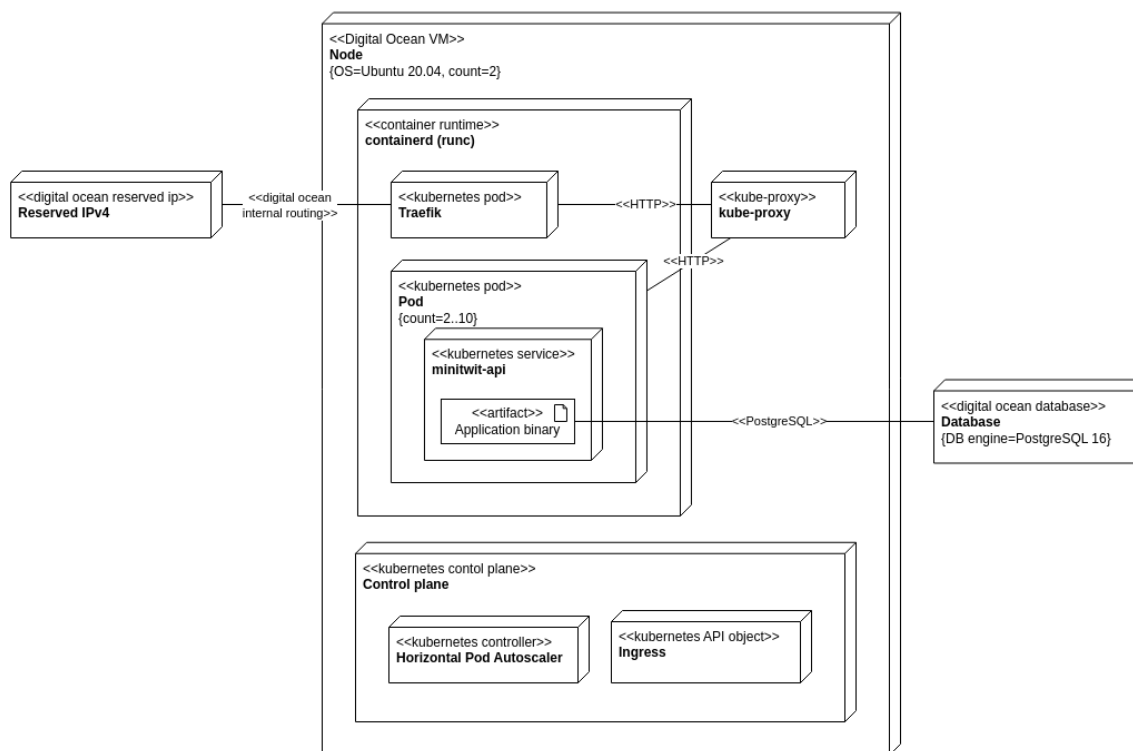 <<Digital Ocean VM>>
Node
{OS=Ubuntu 20.04, count=2}
<<container runtime>>
containerd (runc)
<<digital ocean reserved ip>>
Reserved IPv4
<<digital ocean
internal routing>>
<<kubernetes pod>>
Traefik
<<HTTP>>
<<kube-proxy>>
kube-proxy
<<HTTP>>
<<kubernetes pod>>
Pod
{count=2..10}
<<kubernetes service>>
minitwit-api
<<artifact>>
Application binary
<<PostgreSQL>>
<<digital ocean database>>
Database
{DB engine=PostgreSQL 16}
<<kubernetes contol plane>>
Control plane
<<kubernetes controller>>
Horizontal Pod Autoscaler
<<kubernetes API object>>
Ingress